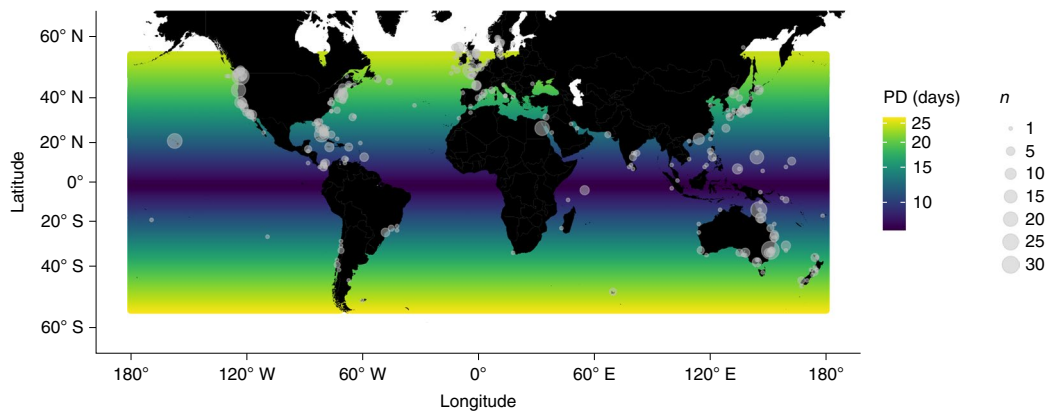 60° N
40° N
20° N
0°
20° S
40° S
60° S
Latitude
180°
120° W
60° W
0°
60° E
120° E
180°
Longitude
PD (days)
25
20
15
10
n
1
5
10
15
20
25
30